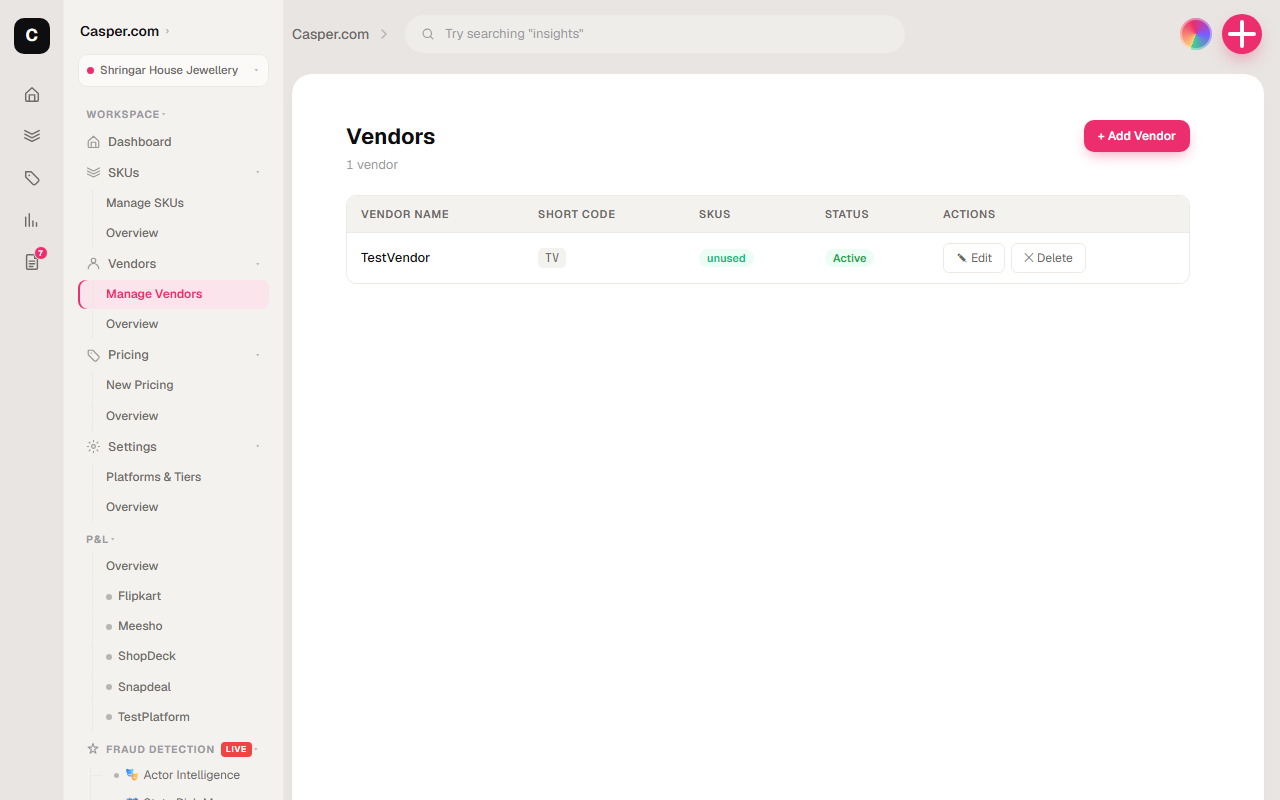 C
7
Casper.com
Shringar House Jewellery
WORKSPACE
Dashboard
SKUs
Manage SKUs
Overview
Vendors
Manage Vendors
Overview
Pricing
New Pricing
Overview
Settings
Platforms & Tiers
Overview
P&L
Overview
Flipkart
Meesho
ShopDeck
Snapdeal
TestPlatform
FRAUD DETECTION LIVE
Actor Intelligence
Casper.com
Try searching "insights"
Vendors
1 vendor
+ Add Vendor
VENDOR NAME SHORT CODE SKUS STATUS ACTIONS
TestVendor TV unused Active Edit Delete